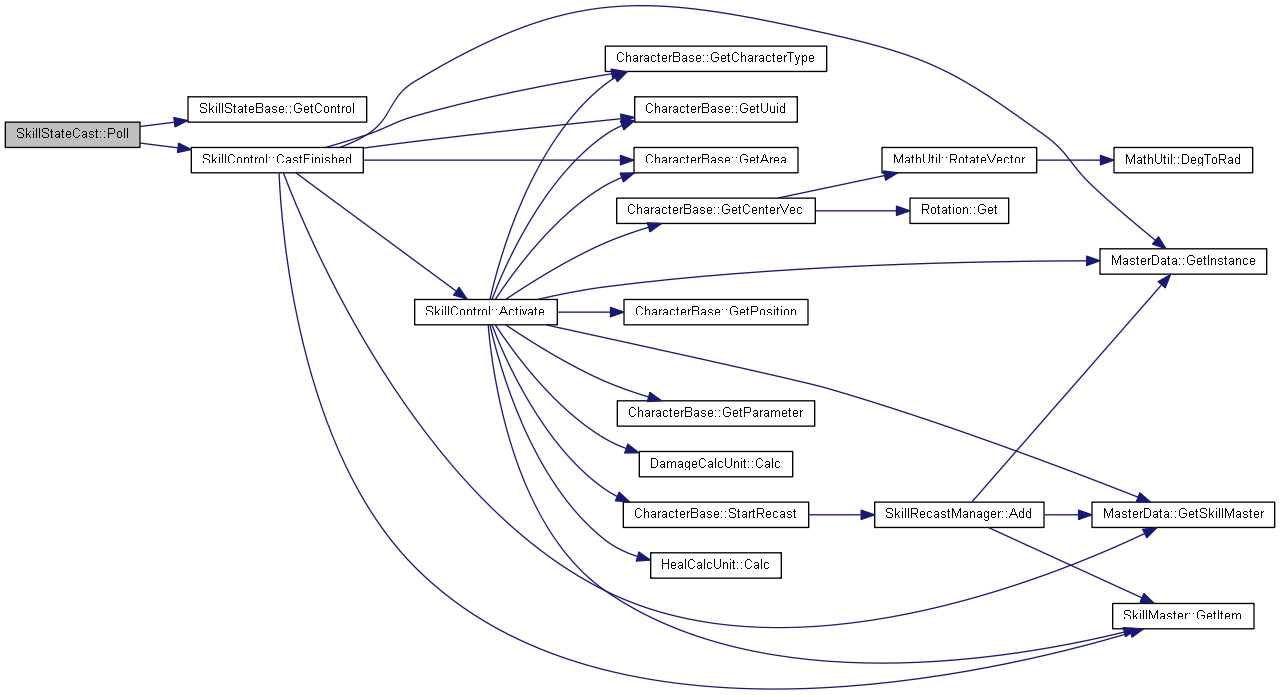 CharacterBase::GetCharacterType
SkillStateBase::GetControl
CharacterBase::GetUuid
SkillStateCast::Poll
SkillControl::CastFinished
CharacterBase::GetArea
MathUtil::RotateVector
MathUtil::DegToRad
CharacterBase::GetCenterVec
Rotation::Get
MasterData::GetInstance
SkillControl::Activate
CharacterBase::GetPosition
CharacterBase::GetParameter
DamageCalcUnit::Calc
CharacterBase::StartRecast
SkillRecastManager::Add
MasterData::GetSkillMaster
HealCalcUnit::Calc
SkillMaster::GetItem